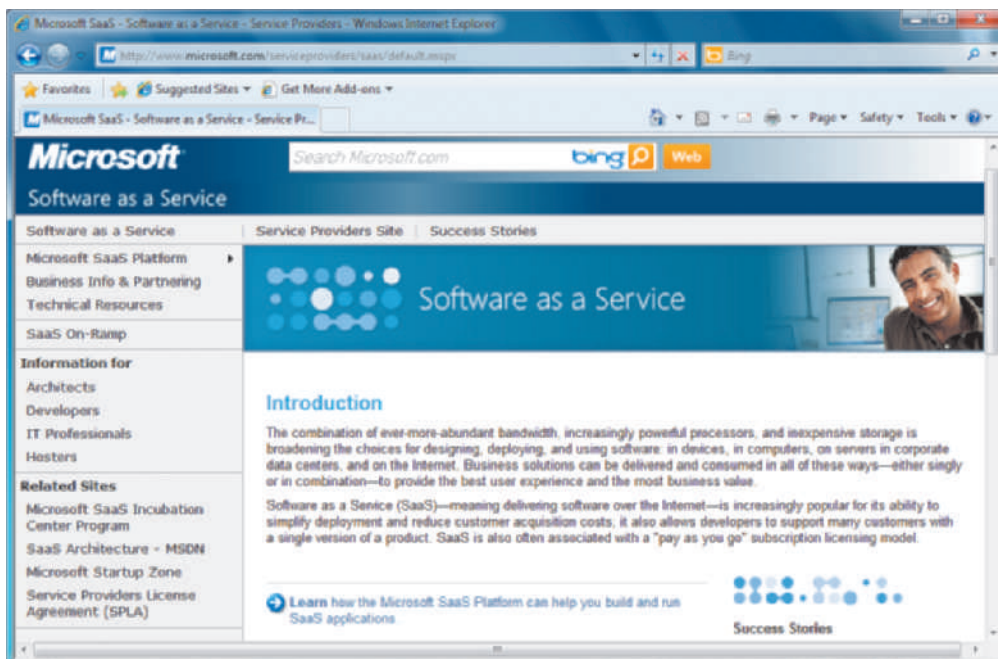 Microsoft SaaS - Software as a Service - Service Providers - Windows Internet Explorer
http://www.microsoft.com/serviceproviders/saas/default.mspx
Bing
Favorites Suggested Sites Get More Add-ons
Microsoft SaaS - Software as a Service - Service Pr...
Page Safety Tools
Microsoft Search Microsoft.com bing Web
Software as a Service
Software as a Service Service Providers Site Success Stories
Microsoft SaaS Platform
Business Info & Partnering
Technical Resources
SaaS On-Ramp
Information for
Architects
Developers
IT Professionals
Hosters
Related Sites
Microsoft SaaS Incubation
Center Program
SaaS Architecture - MSDN
Microsoft Startup Zone
Service Providers License
Agreement (SPLA)
Software as a Service
Introduction
The combination of ever-more-abundant bandwidth, increasingly powerful processors, and inexpensive storage is
broadening the choices for designing, deploying, and using software: in devices, in computers, on servers in corporate
data centers, and on the Internet. Business solutions can be delivered and consumed in all of these ways—either singly
or in combination—to provide the best user experience and the most business value.
Software as a Service (SaaS)—meaning delivering software over the Internet—is increasingly popular for its ability to
simplify deployment and reduce customer acquisition costs; it also allows developers to support many customers with
a single version of a product. SaaS is also often associated with a "pay as you go" subscription licensing model.
Learn how the Microsoft SaaS Platform can help you build and run
SaaS applications
Success Stories